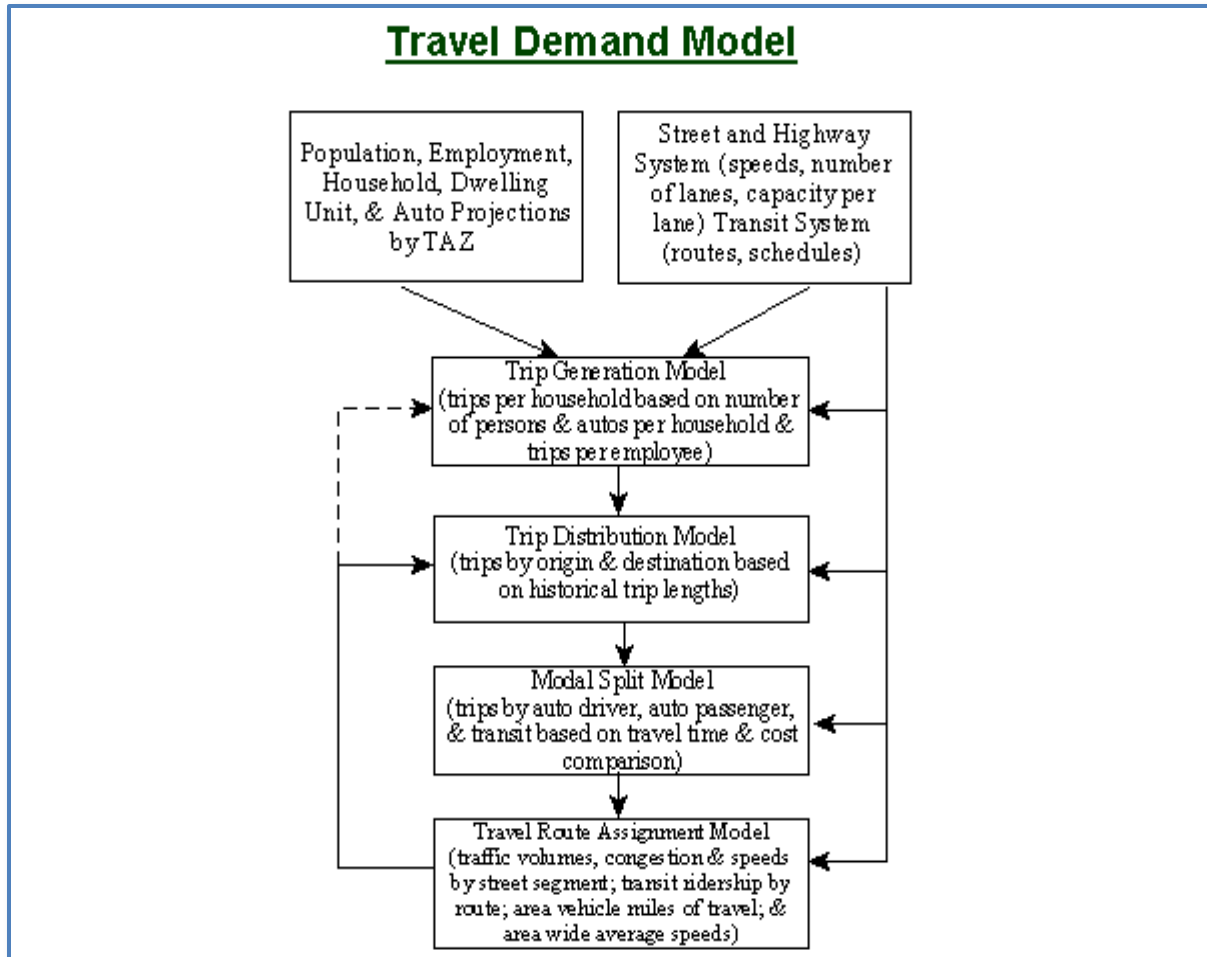 Travel Demand Model
Population, Employment,
Household, Dwelling
Unit, & Auto Projections
by TAZ
Street and Highway
System (speeds, number
of lanes, capacity per
lane) Transit System
(routes, schedules)
Trip Generation Model
(trips per household based on number
of persons & autos per household &
trips per employee)
Trip Distribution Model
(trips by origin & destination based
on historical trip lengths)
Modal Split Model
(trips by auto driver, auto passenger,
& transit based on travel time & cost
comparison)
Travel Route Assignment Model
(traffic volumes, congestion & speeds
by street segment; transit ridership by
route; area vehicle miles of travel; &
area wide average speeds)